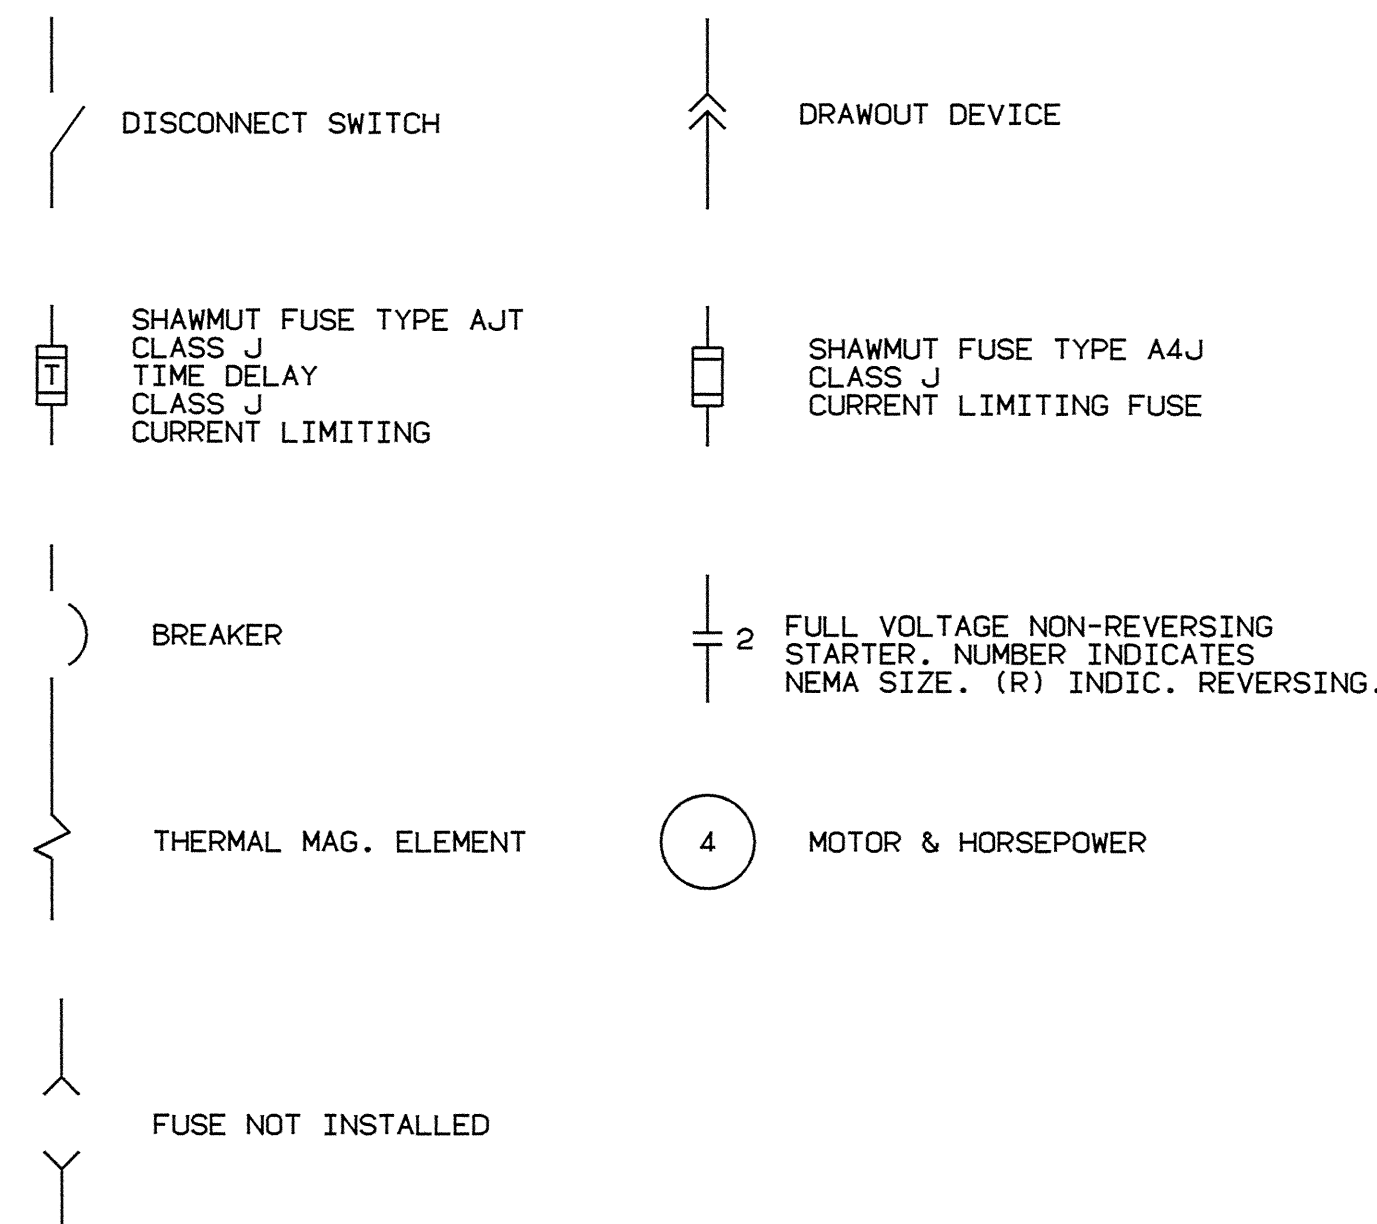 DISCONNECT SWITCH
DRAWOUT DEVICE
SHAWMUT FUSE TYPE AJT
CLASS J
TIME DELAY
CLASS J
CURRENT LIMITING
T
SHAWMUT FUSE TYPE A4J
CLASS J
CURRENT LIMITING FUSE
BREAKER
2
FULL VOLTAGE NON-REVERSING
STARTER. NUMBER INDICATES
NEMA SIZE. (R) INDIC. REVERSING.
THERMAL MAG. ELEMENT
4
MOTOR & HORSEPOWER
FUSE NOT INSTALLED